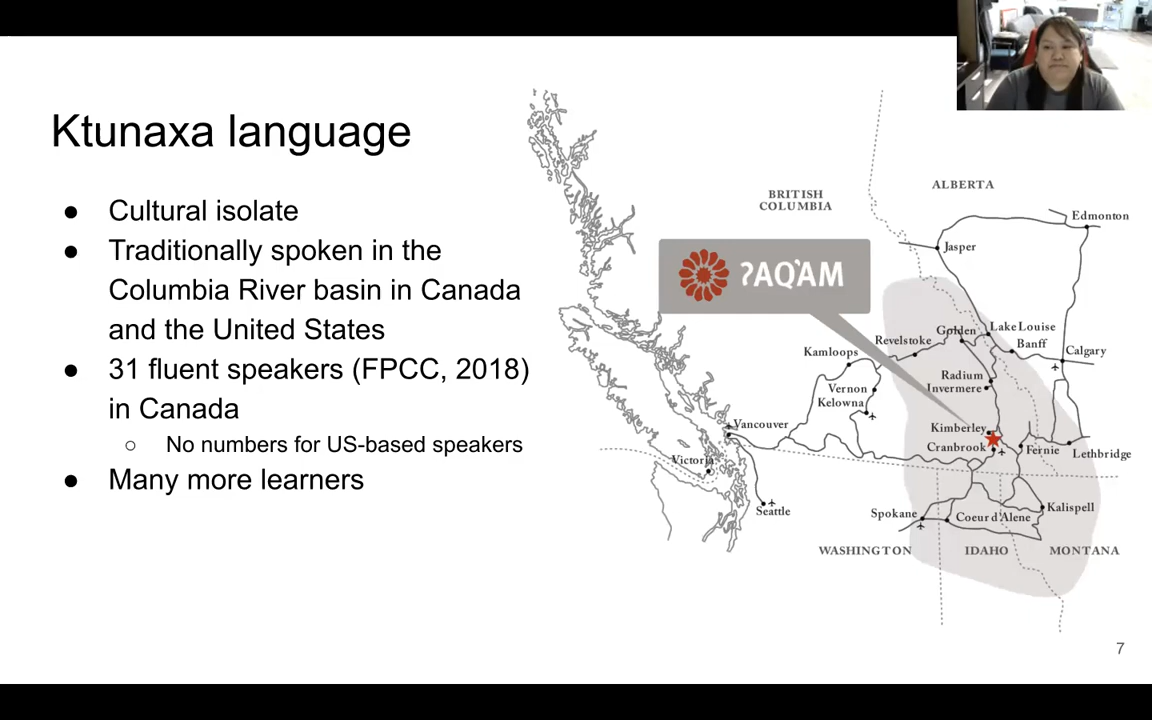 Ktunaxa language
● Cultural isolate
● Traditionally spoken in the
Columbia River basin in Canada
and the United States
● 31 fluent speakers (FPCC, 2018)
in Canada
○ No numbers for US-based speakers
● Many more learners
BRITISH
COLUMBIA
ALBERTA
Edmonton
Jasper
ʔAQ̓AM
Golden
Lake Louise
Revelstoke
Banff
Kamloops
Calgary
Radium
Vernon
Invermere
Kelowna
Vancouver
Kimberley
Cranbrook
Fernie
Lethbridge
Victoria
Seattle
Spokane
Coeur d'Alene
Kalispell
WASHINGTON
IDAHO
MONTANA
7